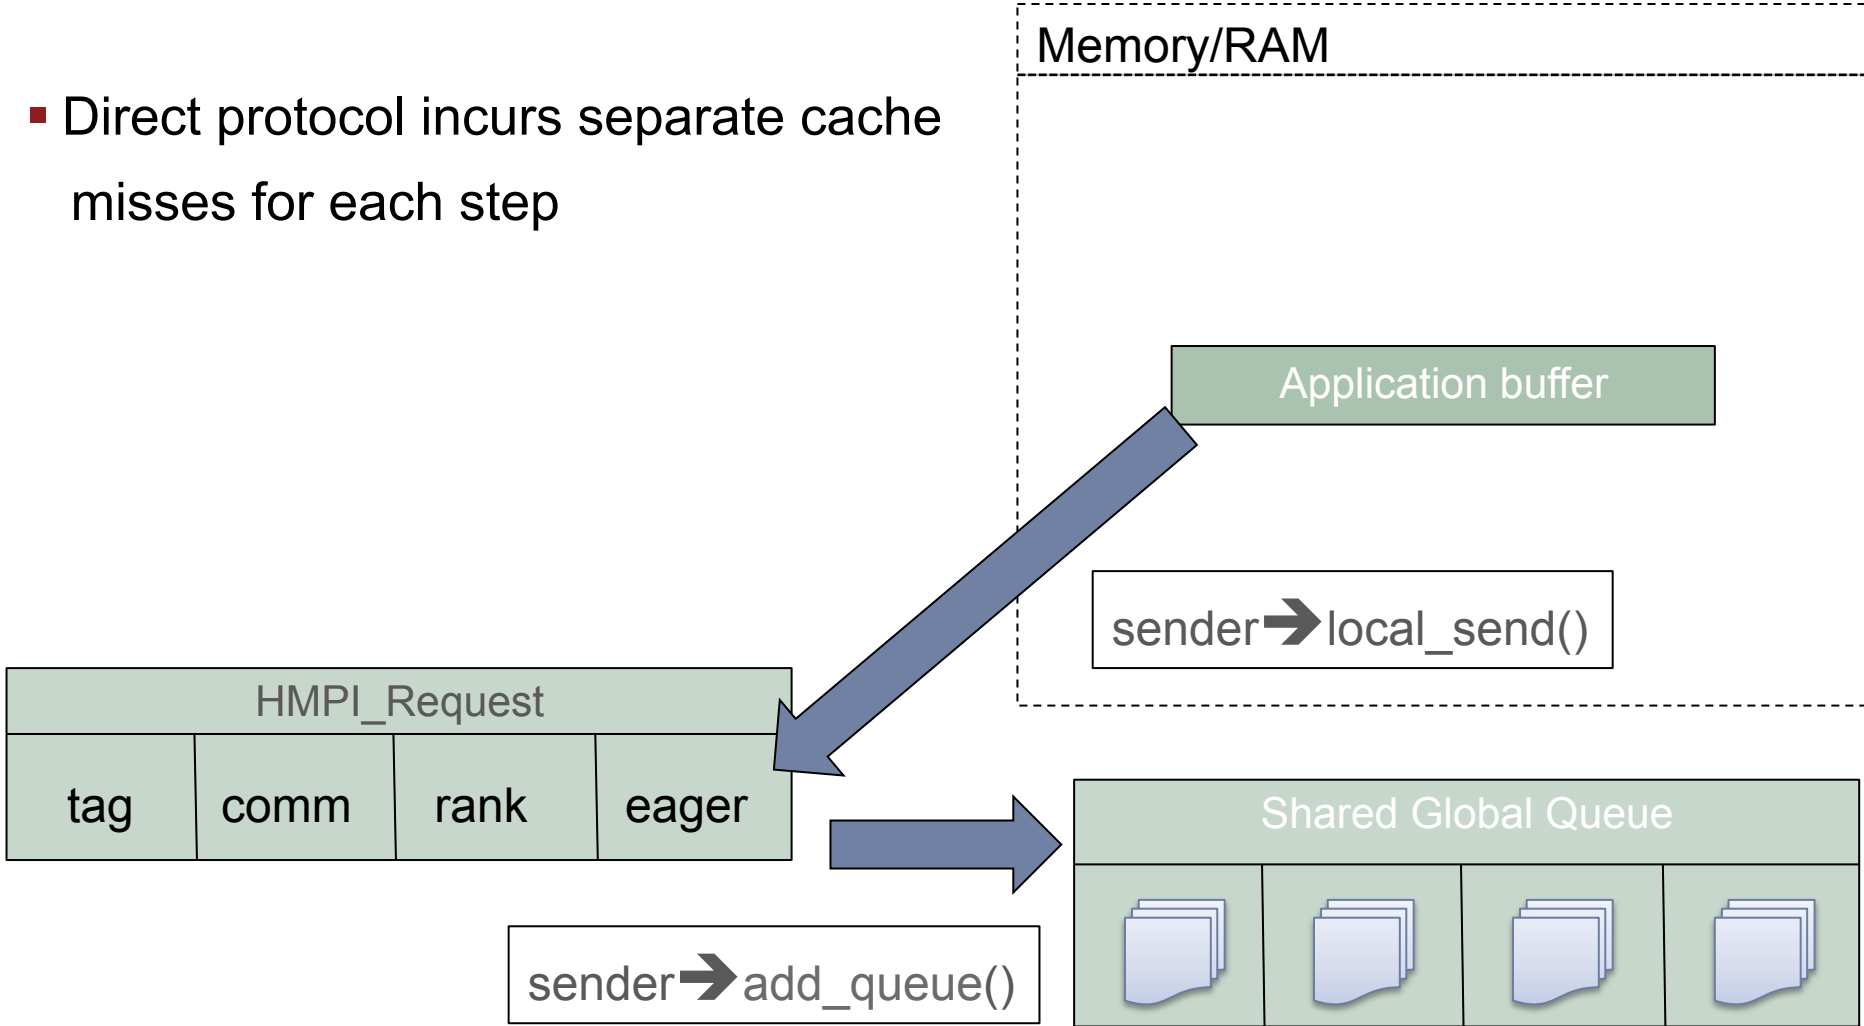 Memory/RAM
▪ Direct protocol incurs separate cache
misses for each step
Application buffer
sender➔local_send()
HMPI_Request
tag comm rank eager
Shared Global Queue
sender➔add_queue()